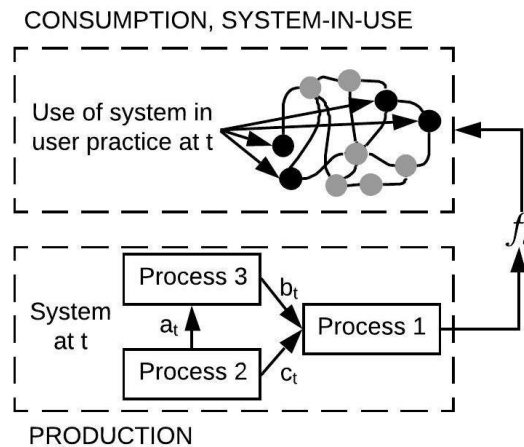 CONSUMPTION, SYSTEM-IN-USE
Use of system in
user practice at t
System
at t
Process 3
a_t
Process 2
b_t
c_t
Process 1
PRODUCTION